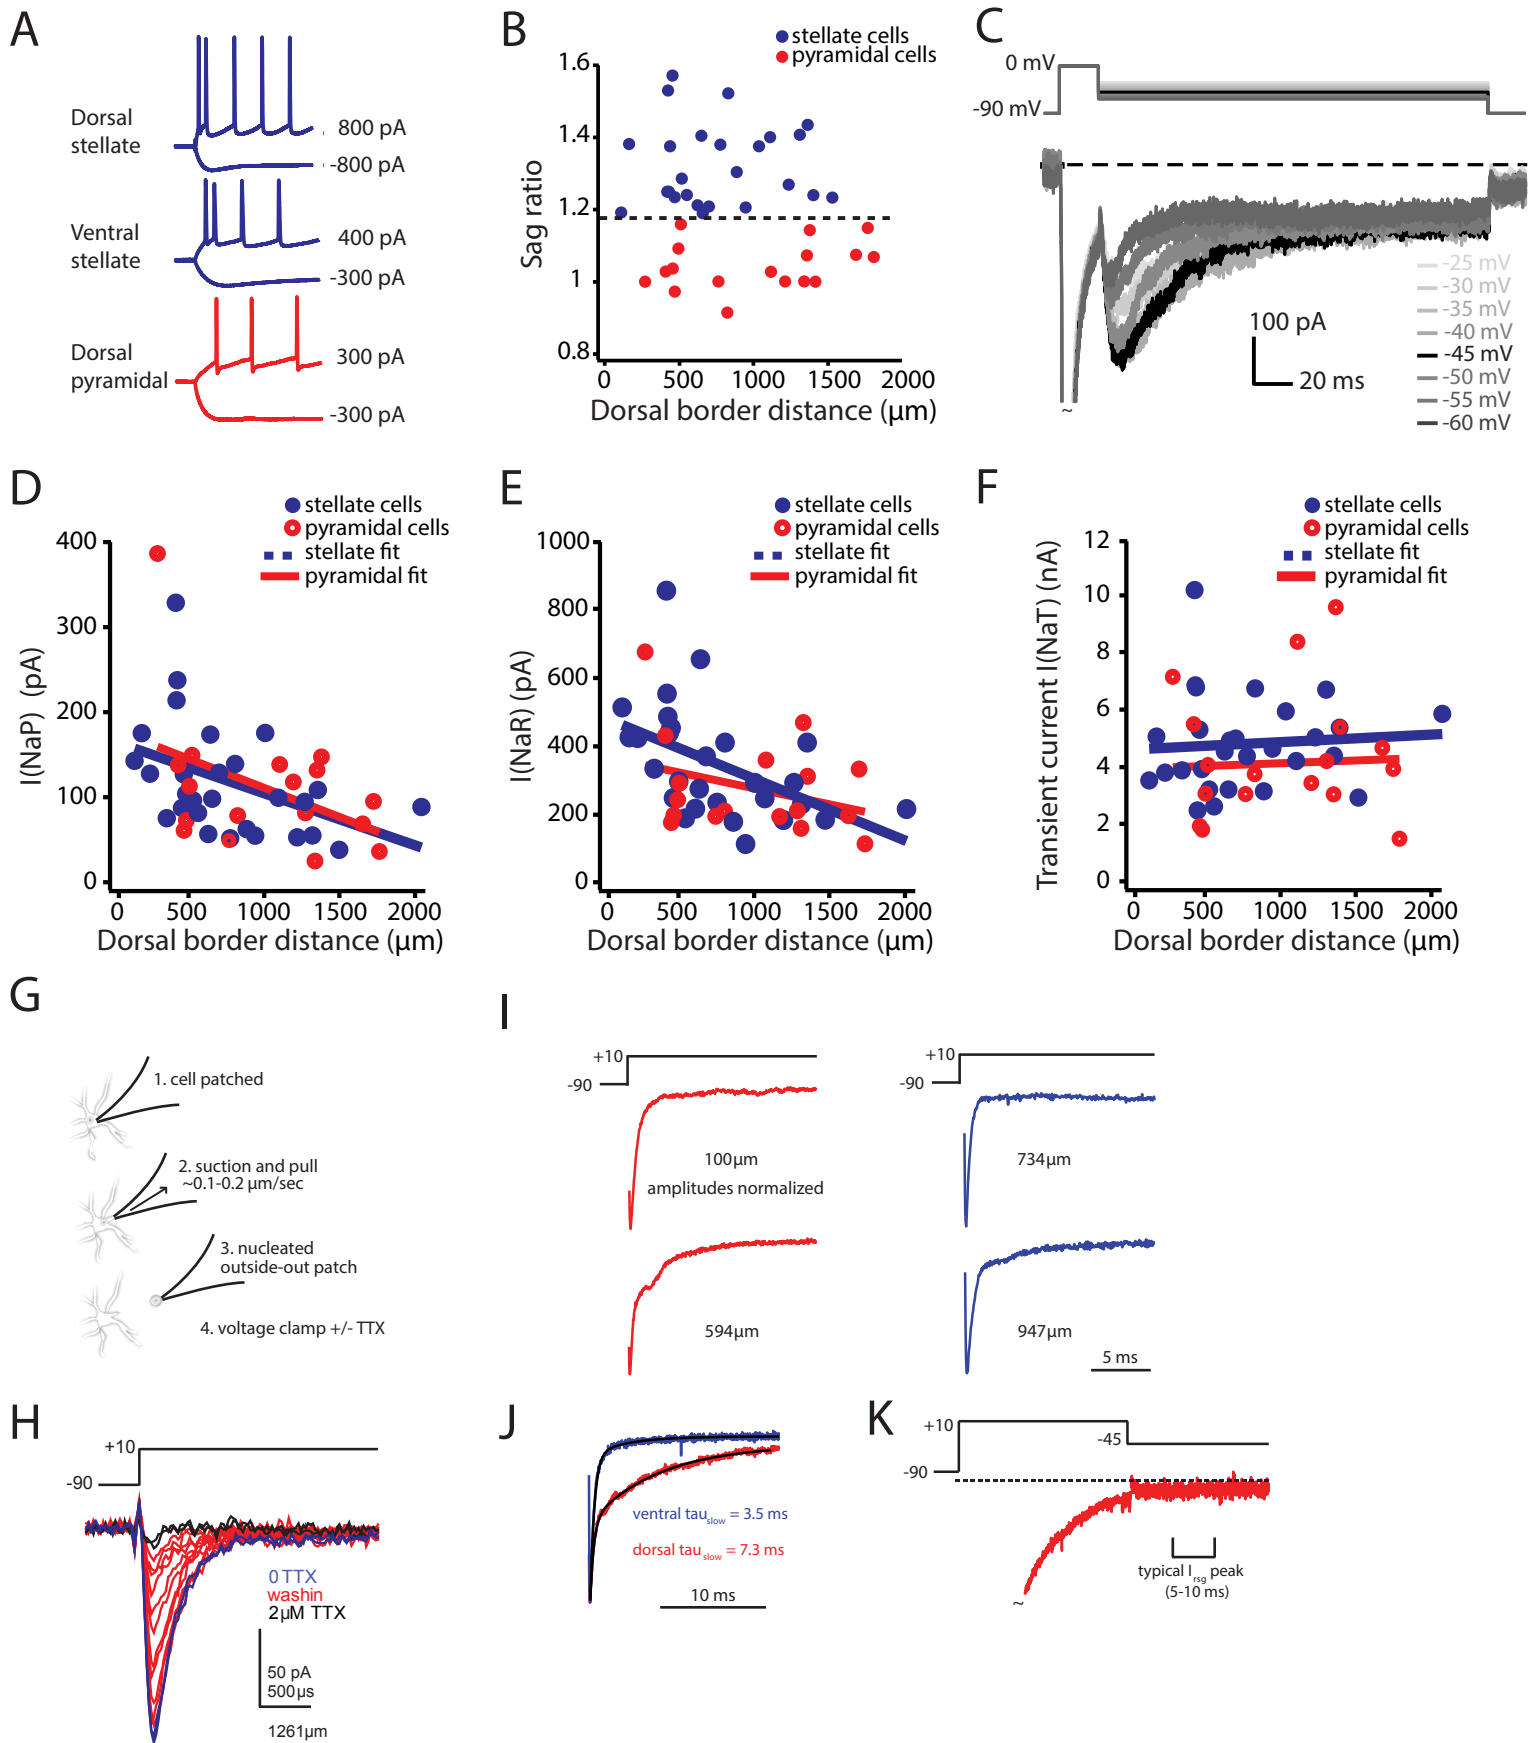 A
Dorsal
stellate
800 pA
-800 pA
Ventral
stellate
400 pA
-300 pA
Dorsal
pyramidal
300 pA
-300 pA
B
stellate cells
pyramidal cells
1.6
1.4
1.2
1
0.8
Sag ratio
0
500
1000
1500
2000
Dorsal border distance (µm)
C
0 mV
-90 mV
100 pA
20 ms
~
-25 mV
-30 mV
-35 mV
-40 mV
-45 mV
-50 mV
-55 mV
-60 mV
D
stellate cells
pyramidal cells
stellate fit
pyramidal fit
400
300
200
100
0
I(NaP) (pA)
0
500
1000
1500
2000
Dorsal border distance (µm)
E
stellate cells
pyramidal cells
stellate fit
pyramidal fit
1000
800
600
400
200
0
I(NaR) (pA)
0
500
1000
1500
2000
Dorsal border distance (µm)
F
stellate cells
pyramidal cells
stellate fit
pyramidal fit
12
10
8
6
4
2
0
Transient current I(NaT) (nA)
0
500
1000
1500
2000
Dorsal border distance (µm)
G
1. cell patched
2. suction and pull
~0.1-0.2 µm/sec
3. nucleated
outside-out patch
4. voltage clamp +/- TTX
H
+10
-90
0 TTX
washin
2µM TTX
50 pA
500µs
1261µm
I
+10
-90
100µm
amplitudes normalized
594µm
+10
-90
734µm
947µm
5 ms
J
ventral tau slow = 3.5 ms
dorsal tau slow = 7.3 ms
10 ms
K
+10
-45
-90
~
typical I rsg peak
(5-10 ms)